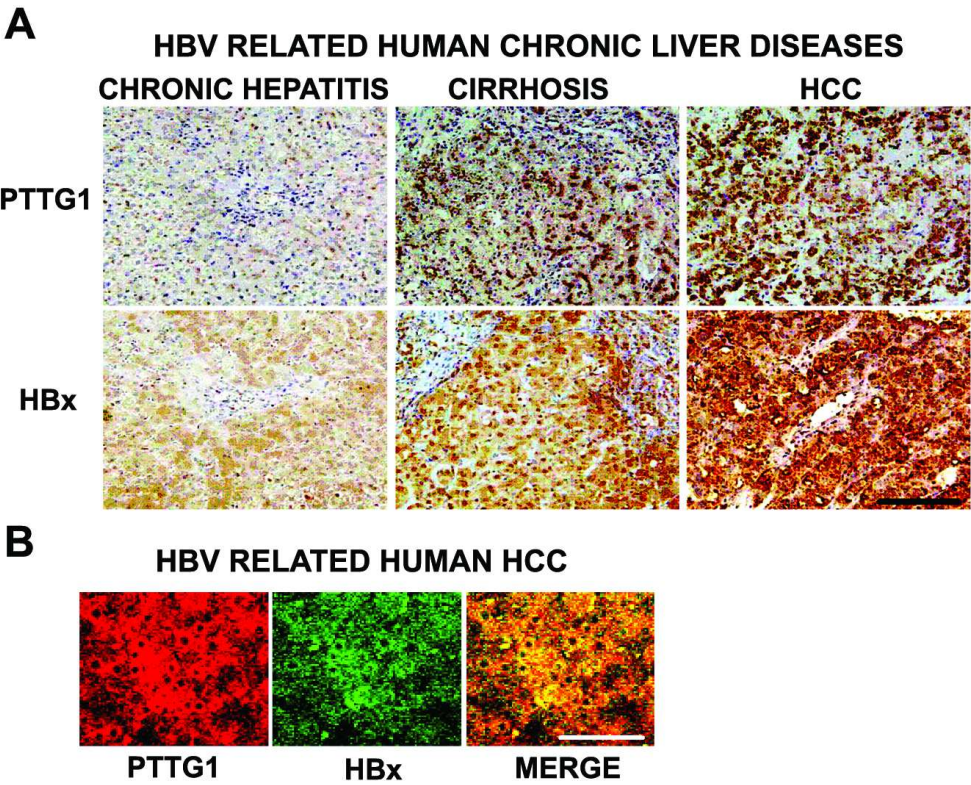 A
HBV RELATED HUMAN CHRONIC LIVER DISEASES
CHRONIC HEPATITIS CIRRHOSIS HCC
PTTG1
HBx
B
HBV RELATED HUMAN HCC
PTTG1 HBx MERGE